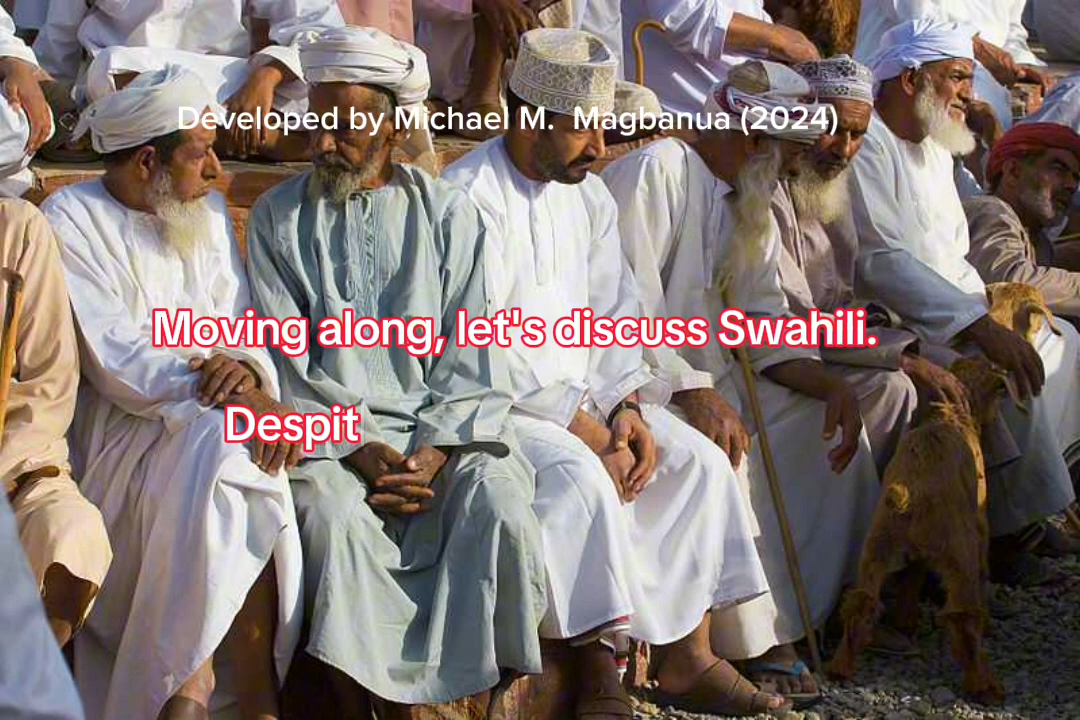 Developed by Michael M. Magbanua (2024)
Moving along, let's discuss Swahili.
Despit